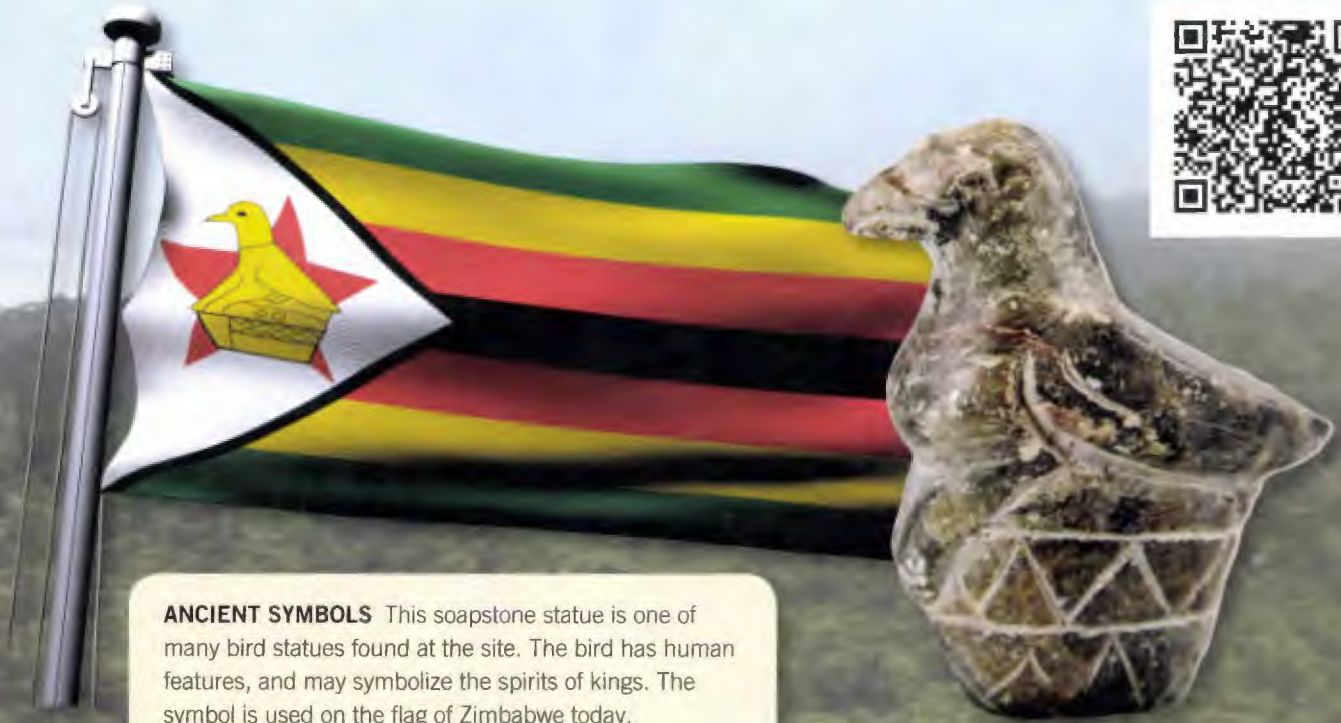 ANCIENT SYMBOLS This soapstone statue is one of
many bird statues found at the site. The bird has human
features, and may symbolize the spirits of kings. The
symbol is used on the flag of Zimbabwe today.